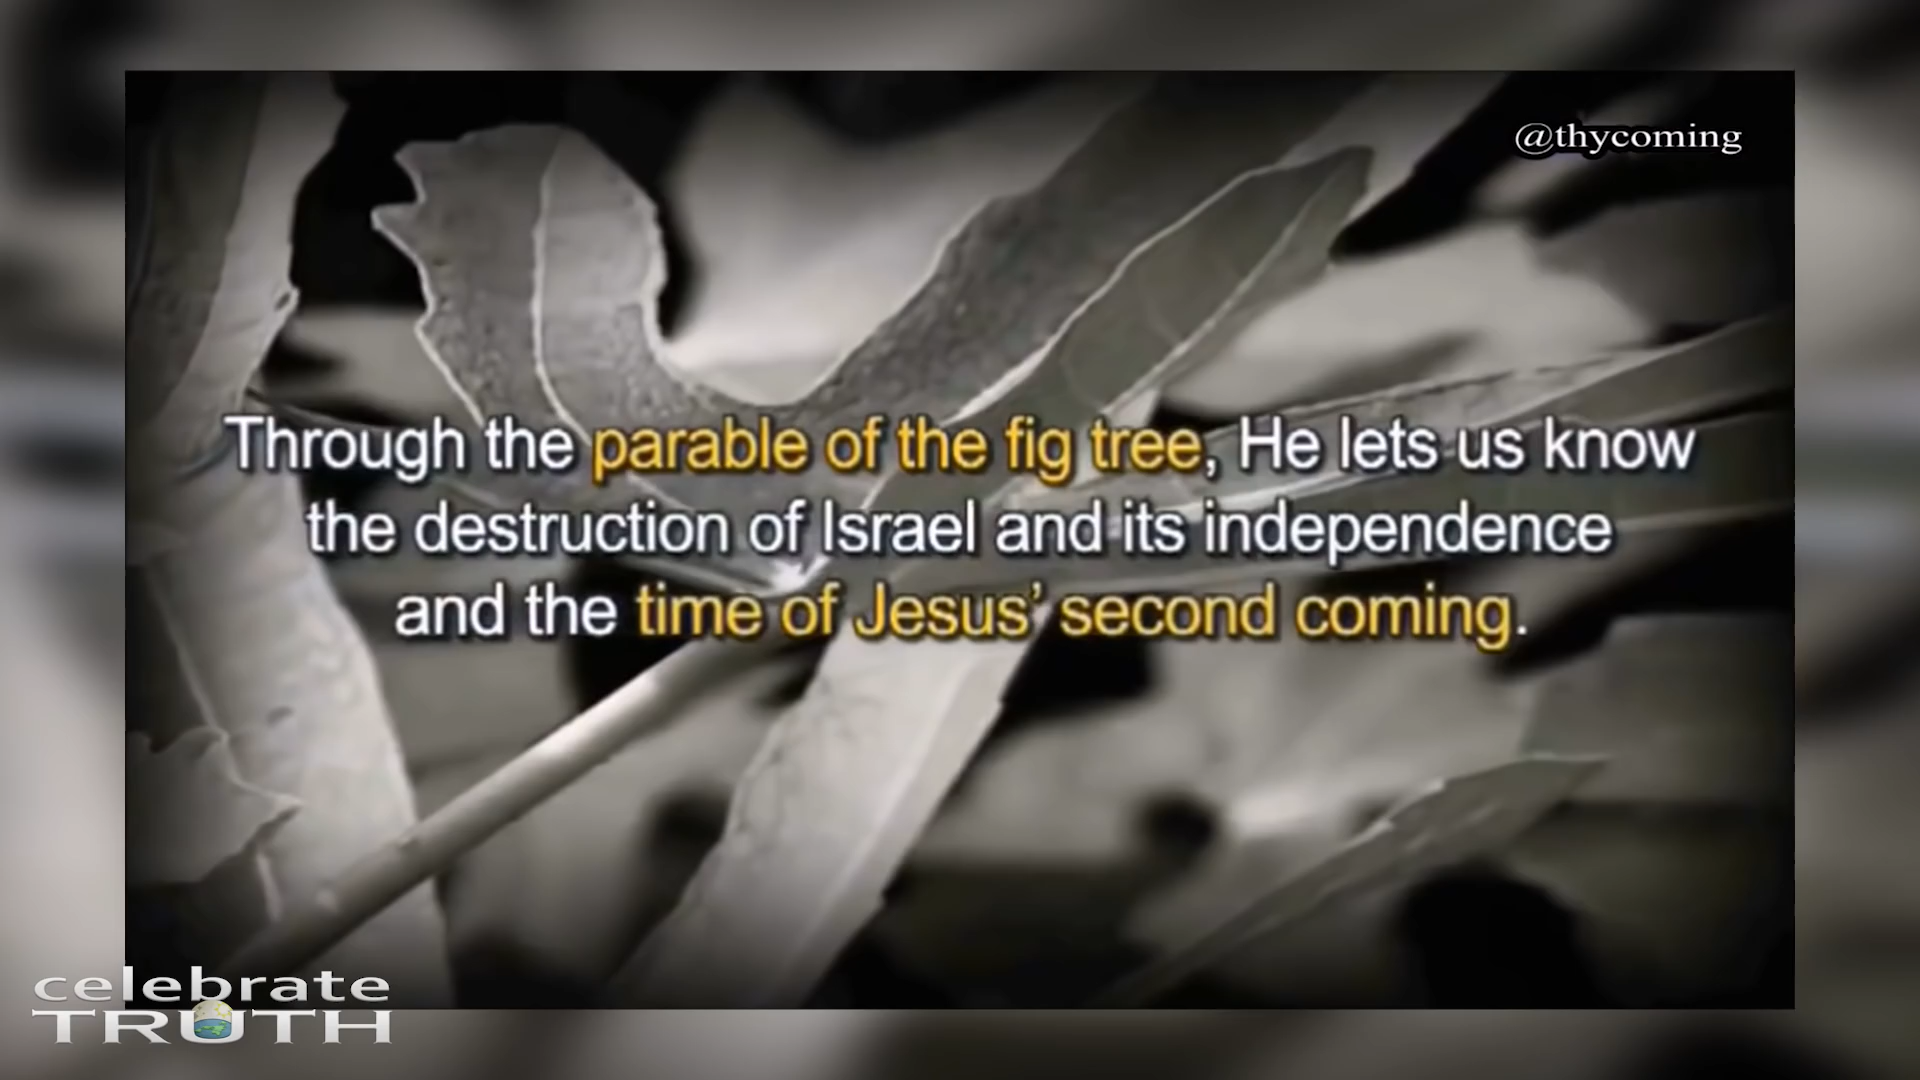 @thycoming
Through the parable of the fig tree, He lets us know
the destruction of Israel and its independence
and the time of Jesus’ second coming.
celebrate
TRUTH